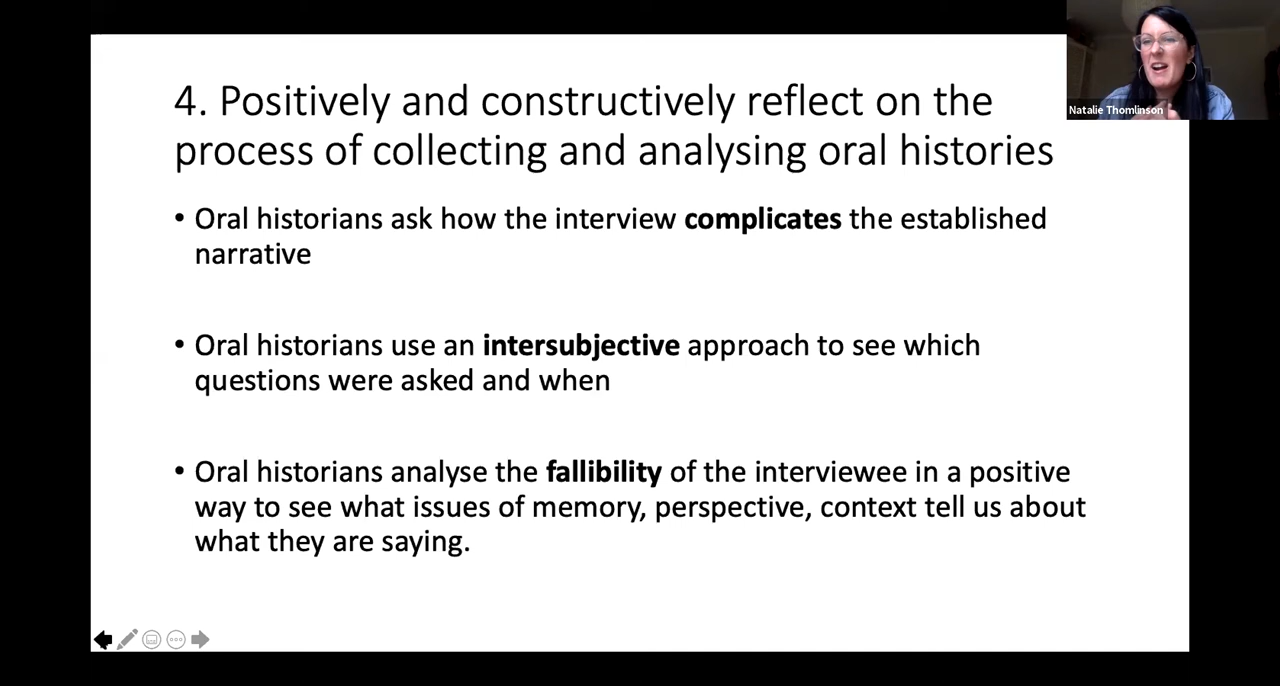 4. Positively and constructively reflect on the
process of collecting and analysing oral histories
• Oral historians ask how the interview complicates the established
narrative
• Oral historians use an intersubjective approach to see which
questions were asked and when
• Oral historians analyse the fallibility of the interviewee in a positive
way to see what issues of memory, perspective, context tell us about
what they are saying.
Natalie Thomlinson